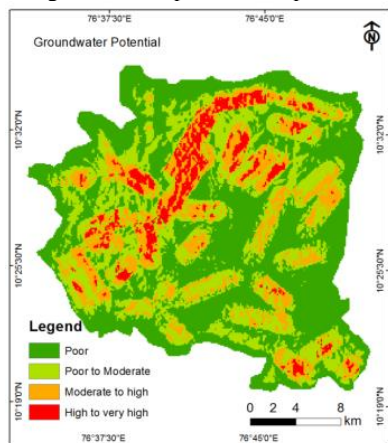 76°37'30"E 76°45'0"E
Groundwater Potential
N
10°32'0"N 10°32'0"N
10°25'30"N 10°25'30"N
10°19'0"N 10°19'0"N
Legend
Poor
Poor to Moderate
Moderate to high
High to very high
0 2 4 8
km
76°37'30"E 76°45'0"E